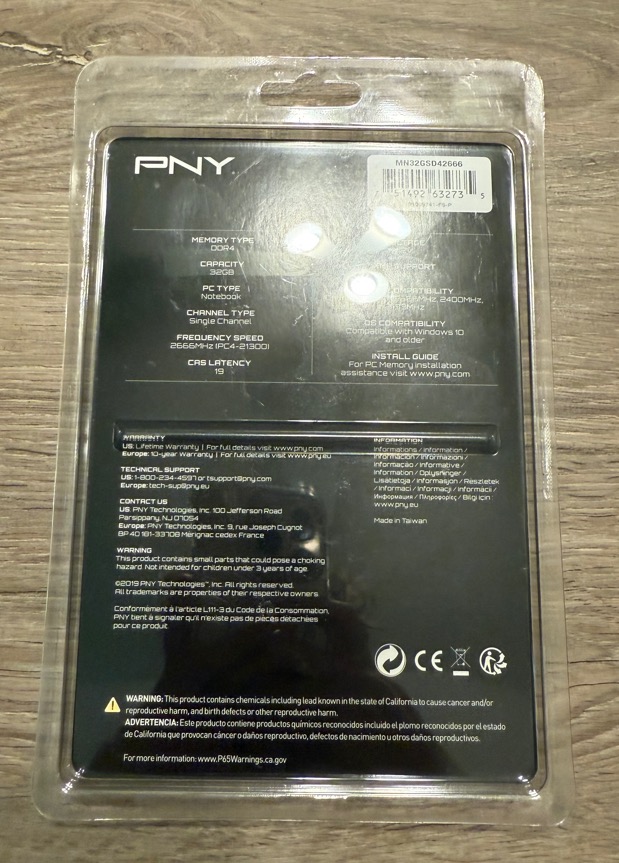 PNY
MN32GSD42666
51492 63273 5
MEMORY TYPE
DDR4
CAPACITY
32GB
PC TYPE
Notebook
CHANNEL TYPE
Single Channel
FREQUENCY SPEED
2666MHz (PC4-21300)
CAS LATENCY
19
2400MHz,
OS COMPATIBILITY
Compatible with Windows 10
and older
INSTALL GUIDE
For PC Memory installation
assistance visit www.pny.com
WARRANTY
US: Lifetime Warranty | For full details visit www.pny.com
Europe: 10-year Warranty | For full details visit www.pny.eu
TECHNICAL SUPPORT
US: 1-800-234-4597 or tsupport@pny.com
Europe: tech-sup@pny.eu
CONTACT US
US: PNY Technologies, Inc. 100 Jefferson Road
Parsippany, NJ 07054
Europe: PNY Technologies, Inc. 9, rue Joseph Cugnot
BP 40 181-33708 Mérignac cedex France
WARNING
This product contains small parts that could pose a choking
hazard. Not intended for children under 3 years of age.
©2019 PNY Technologies™, Inc. All rights reserved.
All trademarks are properties of their respective owners.
Conformément à l'article L111-3 du Code de la Consommation,
PNY tient à signaler qu'il n'existe pas de pièces détachées
pour ce produit.
INFORMATION
Informations / Information /
Información / Informazioni /
Informação / Informative /
Information / Oplysninger /
Lisätietoja / Informasjon / Részletek
/ Informaci / Informacji / Informacii /
Информация / Πληροφορίες / Bilgi için
www.pny.eu
Made in Taiwan
CE
WARNING: This product contains chemicals including lead known in the state of California to cause cancer and/or
reproductive harm, and birth defects or other reproductive harm.
ADVERTENCIA: Este producto contiene productos químicos reconocidos incluido el plomo reconocidos por el estado
de California que provocan cáncer o daños reproductivo, defectos de nacimiento u otros daños reproductivos.
For more information: www.P65Warnings.ca.gov